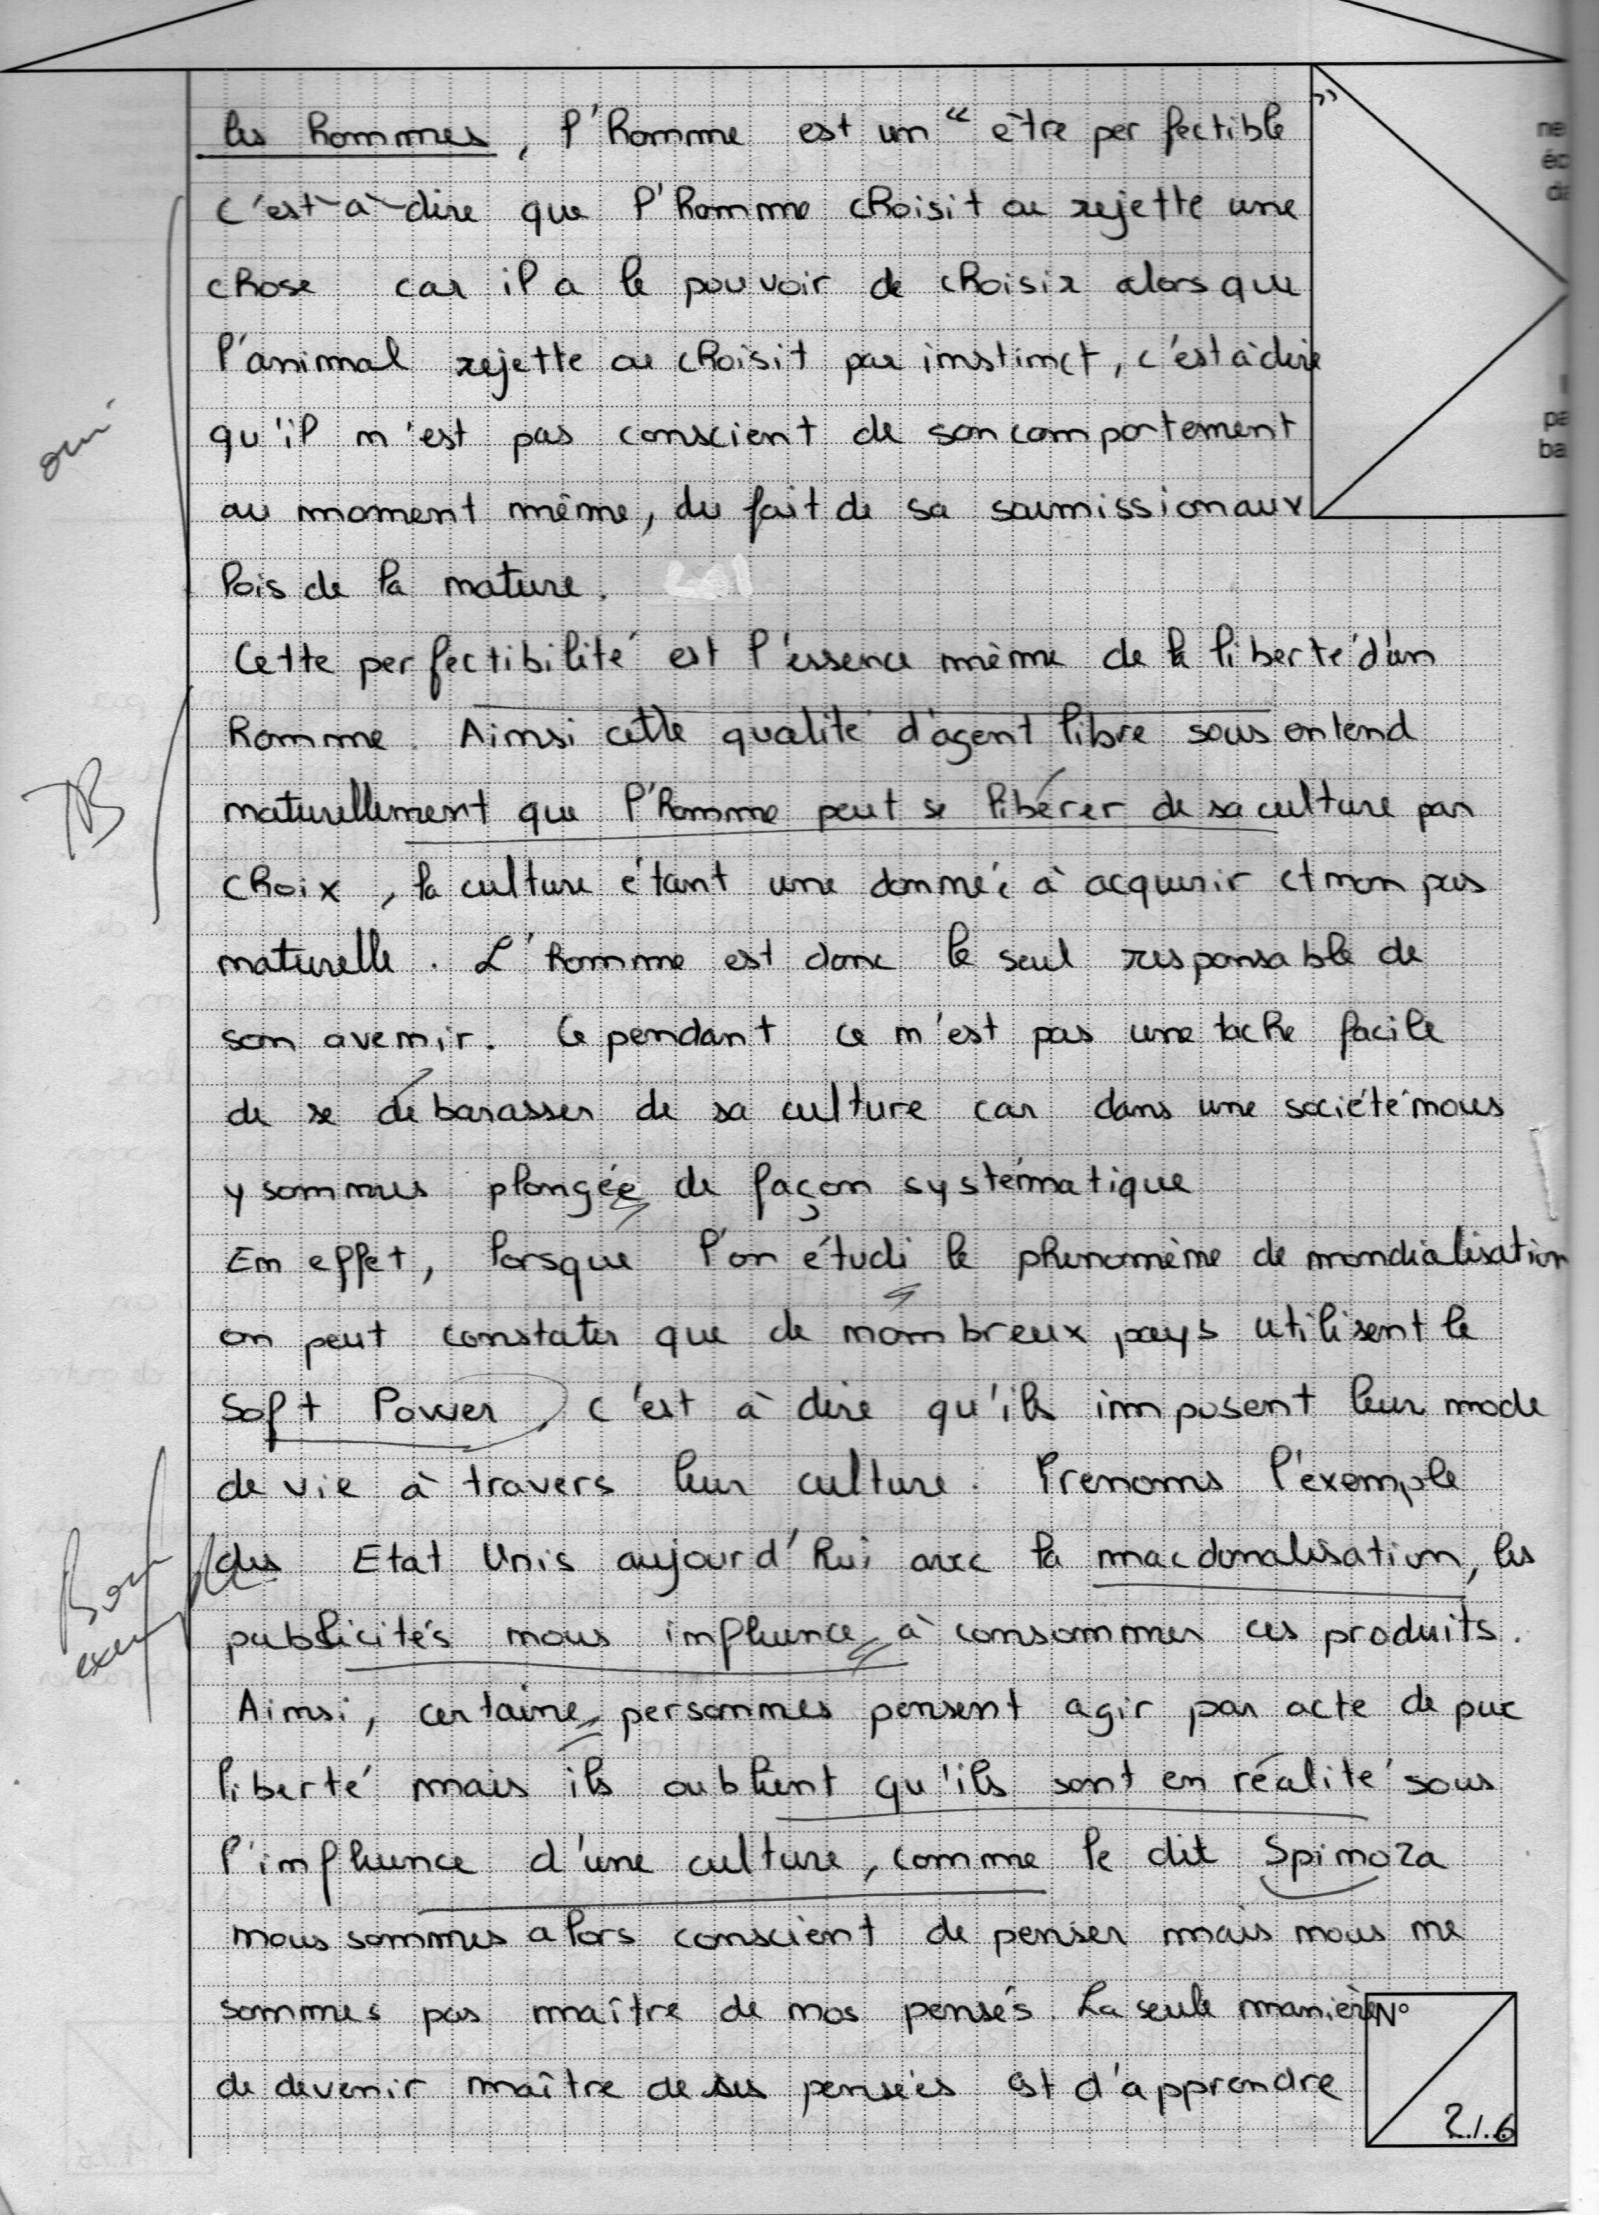 les hommes, l'homme est un “ être perfectible ”
c'est-à-dire que l'homme choisit ou rejette une
chose car il a le pouvoir de choisir alors que
l'animal rejette ou choisit par instinct, c'est à dire
qu'il n'est pas conscient de son comportement
oui
au moment même, du fait de sa soumission aux
lois de la nature.
Cette perfectibilité est l'essence même de la liberté d'un
homme. Ainsi cette qualité d'agent libre sous entend
TB
naturellement que l'homme peut se libérer de sa culture par
choix, la culture étant une donnée à acquérir et non pas
naturelle. L'homme est donc le seul responsable de
son avenir. Cependant ce n'est pas une tache facile
de se débarasser de sa culture car dans une société nous
y sommes plongée de façon systématique
En effet, lorsque l'on étudi le phénomène de mondialisation
on peut constater que de nombreux pays utilisent le
Soft Power, c'est à dire qu'ils imposent leur mode
de vie à travers leur culture. Prenons l'exemple
des Etat Unis aujourd'hui avec la macdonalisation, les
Bon
exemple
publicités nous influence à consommer ces produits.
Ainsi, certaine personnes pensent agir par acte de pure
liberté mais ils oublient qu'ils sont en réalité sous
l'influence d'une culture, comme le dit Spinoza
nous sommes alors conscient de penser mais nous ne
sommes pas maître de nos pensés. La seule manière
N°
de devenir maître de ses pensées est d'apprendre
2./.6
ne
éc
da
pa
ba